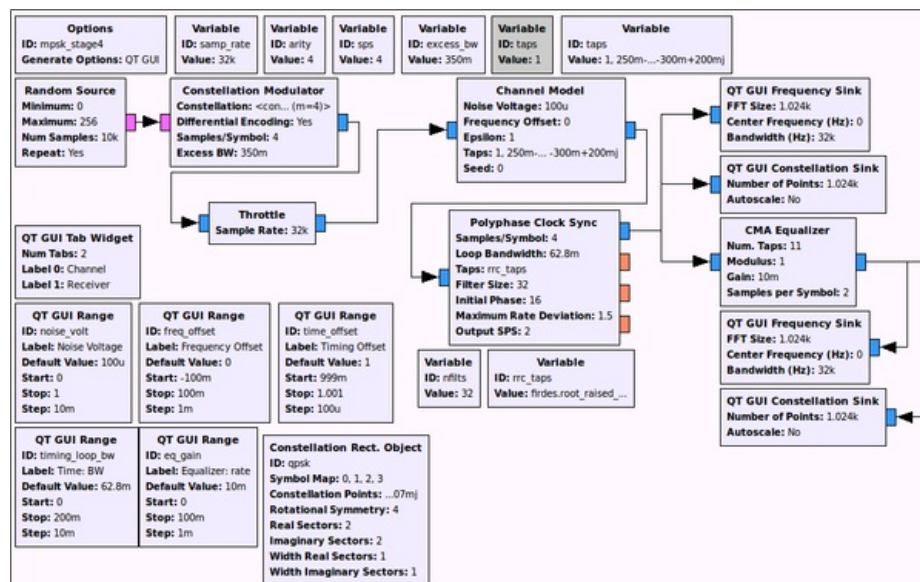 Options
ID: mpsk_stage4
Generate Options: QT GUI
Variable
ID: samp_rate
Value: 32k
Variable
ID: arity
Value: 4
Variable
ID: sps
Value: 4
Variable
ID: excess_bw
Value: 350m
Variable
ID: taps
Value: 1
Variable
ID: taps
Value: 1, 250m-...-300m+200mj
Random Source
Minimum: 0
Maximum: 256
Num Samples: 10k
Repeat: Yes
Constellation Modulator
Constellation: <con... (m=4)>
Differential Encoding: Yes
Samples/Symbol: 4
Excess BW: 350m
Channel Model
Noise Voltage: 100u
Frequency Offset: 0
Epsilon: 1
Taps: 1, 250m-... -300m+200mj
Seed: 0
QT GUI Frequency Sink
FFT Size: 1.024k
Center Frequency (Hz): 0
Bandwidth (Hz): 32k
QT GUI Constellation Sink
Number of Points: 1.024k
Autoscale: No
Throttle
Sample Rate: 32k
Polyphase Clock Sync
Samples/Symbol: 4
Loop Bandwidth: 62.8m
Taps: rrc_taps
Filter Size: 32
Initial Phase: 16
Maximum Rate Deviation: 1.5
Output SPS: 2
CMA Equalizer
Num. Taps: 11
Modulus: 1
Gain: 10m
Samples per Symbol: 2
QT GUI Tab Widget
Num Tabs: 2
Label 0: Channel
Label 1: Receiver
QT GUI Range
ID: noise_volt
Label: Noise Voltage
Default Value: 100u
Start: 0
Stop: 1
Step: 10m
QT GUI Range
ID: freq_offset
Label: Frequency Offset
Default Value: 0
Start: -100m
Stop: 100m
Step: 1m
QT GUI Range
ID: time_offset
Label: Timing Offset
Default Value: 1
Start: 999m
Stop: 1.001
Step: 100u
QT GUI Frequency Sink
FFT Size: 1.024k
Center Frequency (Hz): 0
Bandwidth (Hz): 32k
Variable
ID: nfilts
Value: 32
Variable
ID: rrc_taps
Value: firdes.root_raised_...
QT GUI Constellation Sink
Number of Points: 1.024k
Autoscale: No
QT GUI Range
ID: timing_loop_bw
Label: Time: BW
Default Value: 62.8m
Start: 0
Stop: 200m
Step: 10m
QT GUI Range
ID: eq_gain
Label: Equalizer: rate
Default Value: 10m
Start: 0
Stop: 100m
Step: 1m
Constellation Rect. Object
ID: qpsk
Symbol Map: 0, 1, 2, 3
Constellation Points: ...07mj
Rotational Symmetry: 4
Real Sectors: 2
Imaginary Sectors: 2
Width Real Sectors: 1
Width Imaginary Sectors: 1